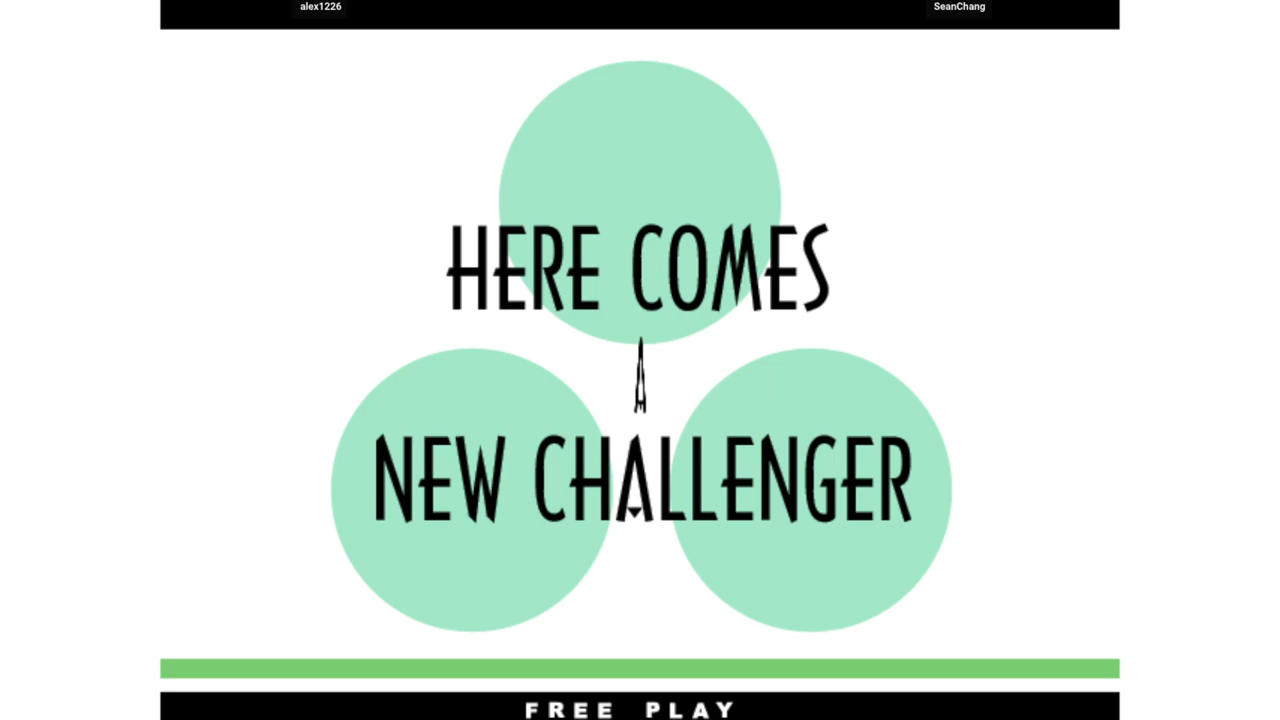 alex1226 SeanChang
HERE COMES
A
NEW CHALLENGER
FREE PLAY